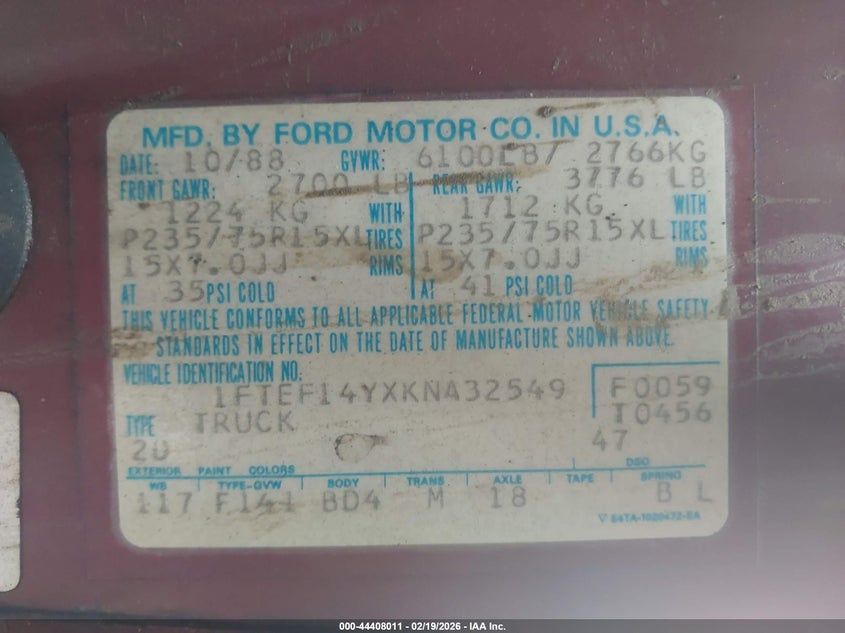 MFD. BY FORD MOTOR CO. IN U.S.A.
DATE: 10/88 GVWR: 6100LB/ 2766KG
FRONT GAWR: 2700 LB REAR GAWR: 3776 LB
1224 KG WITH 1712 KG WITH
P235/75R15XL TIRES P235/75R15XL TIRES
15X7.0JJ RIMS 15X7.0JJ RIMS
AT 35 PSI COLD AT 41 PSI COLD
THIS VEHICLE CONFORMS TO ALL APPLICABLE FEDERAL MOTOR VEHICLE SAFETY
STANDARDS IN EFFECT ON THE DATE OF MANUFACTURE SHOWN ABOVE.
VEHICLE IDENTIFICATION NO.
1FTEF14YXKNA32549 F0059
TYPE TRUCK T0456
2D 47
EXTERIOR PAINT COLORS DSO
WB TYPE-GVW BODY TRANS AXLE TAPE SPRING
117 F141 BD4 M 18 B L
▽ E4TA-1020472-EA
000-44408011 - 02/19/2026 - IAA Inc.